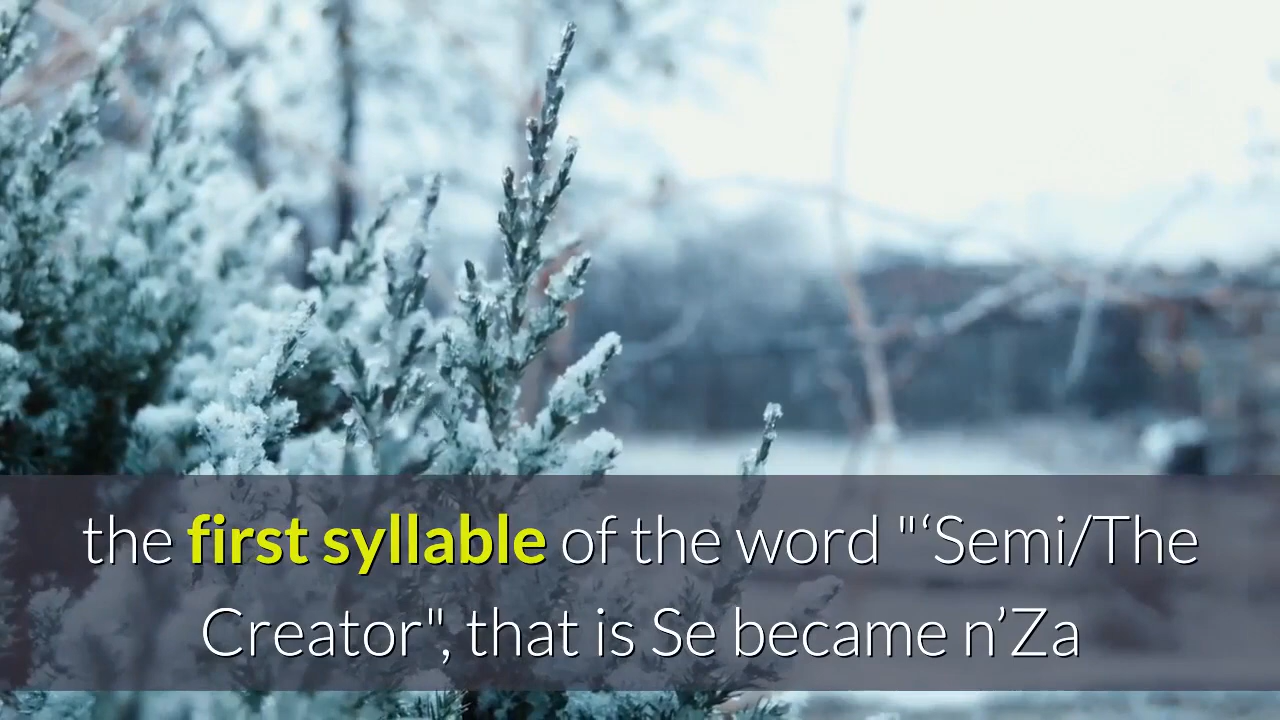 the first syllable of the word "‘Semi/The
Creator", that is Se became n’Za